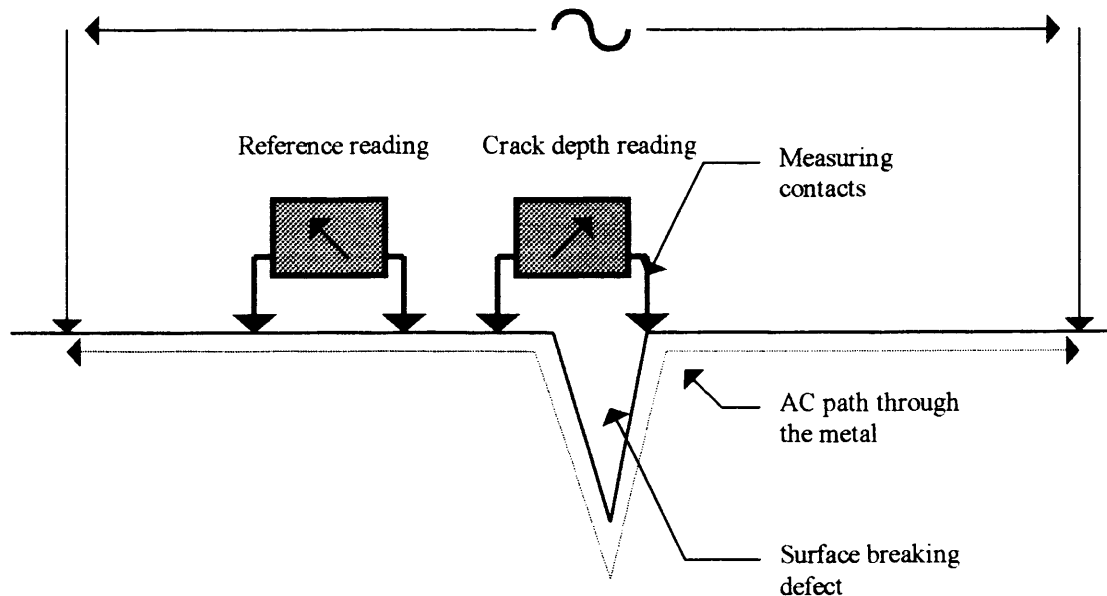 Reference reading
Crack depth reading
Measuring
contacts
AC path through
the metal
Surface breaking
defect